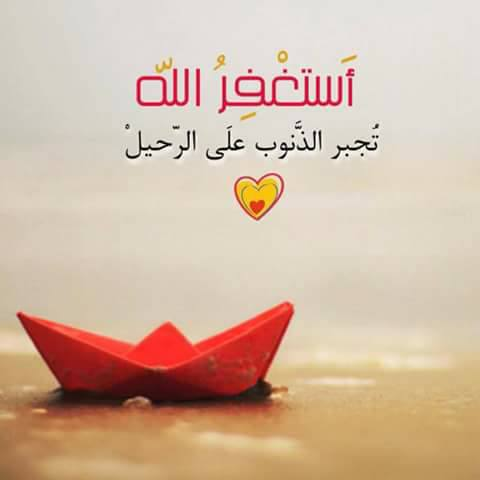 أَستغْفِرُ اللّه
تُجبر الذَّنوب علَى الرّحيلْ